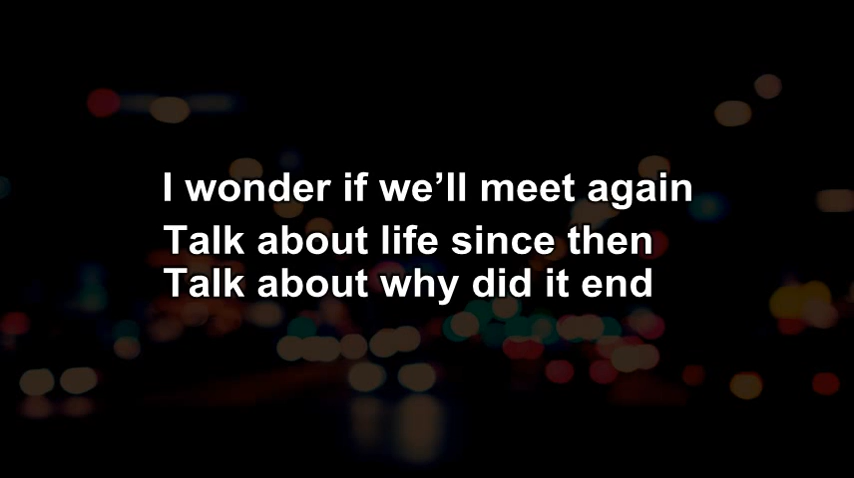 I wonder if we’ll meet again
Talk about life since then
Talk about why did it end